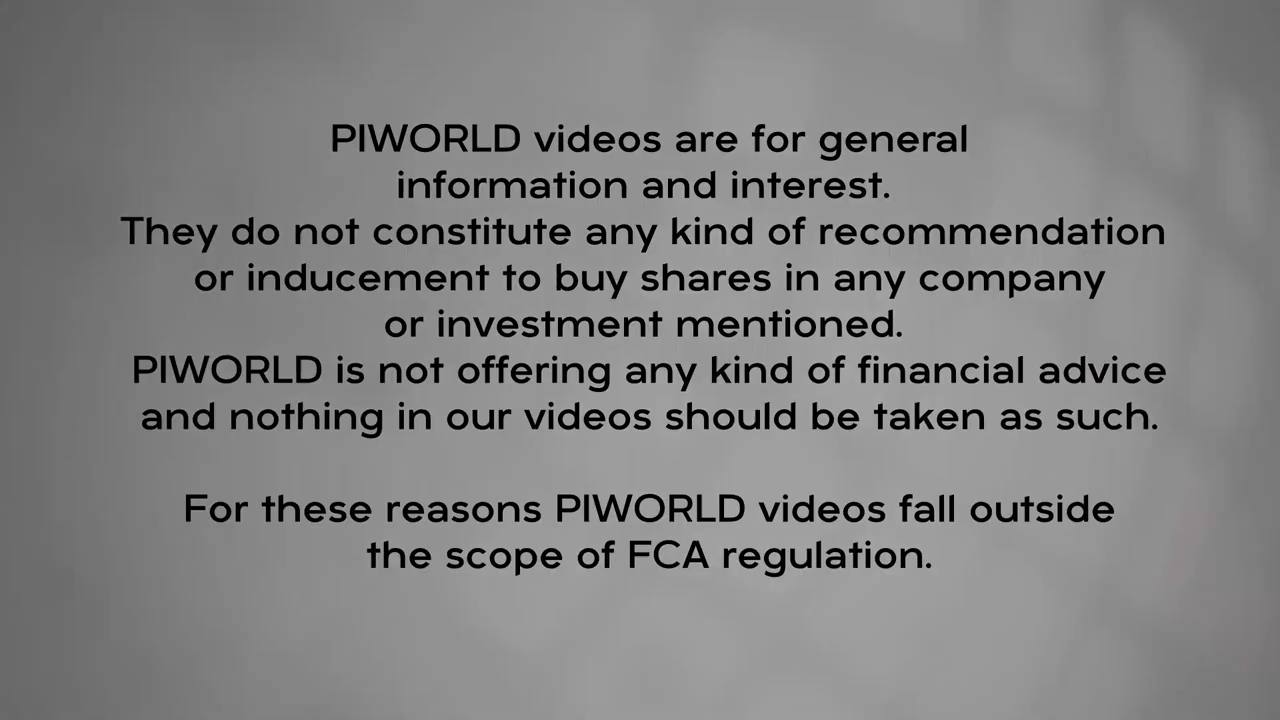 PIWORLD videos are for general
information and interest.
They do not constitute any kind of recommendation
or inducement to buy shares in any company
or investment mentioned.
PIWORLD is not offering any kind of financial advice
and nothing in our videos should be taken as such.
For these reasons PIWORLD videos fall outside
the scope of FCA regulation.